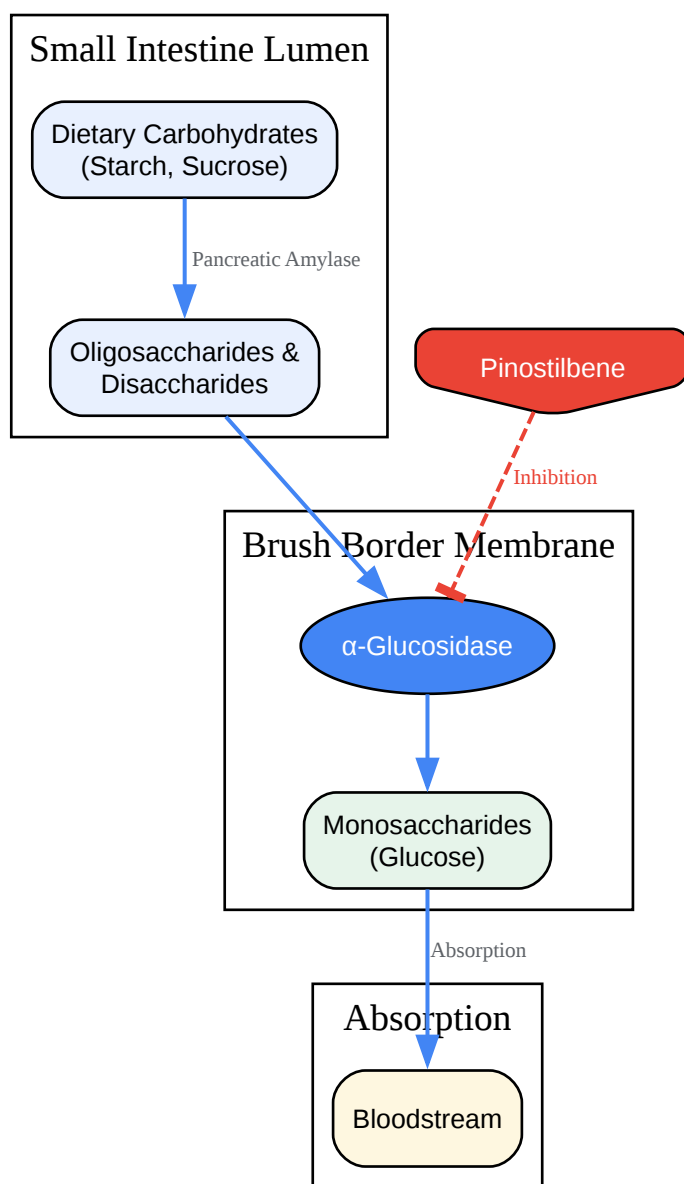 Small Intestine Lumen
Dietary Carbohydrates
(Starch, Sucrose)
Pancreatic Amylase
Oligosaccharides &
Disaccharides
Pinostilbene
Inhibition
Brush Border Membrane
α-Glucosidase
Monosaccharides
(Glucose)
Absorption
Absorption
Bloodstream